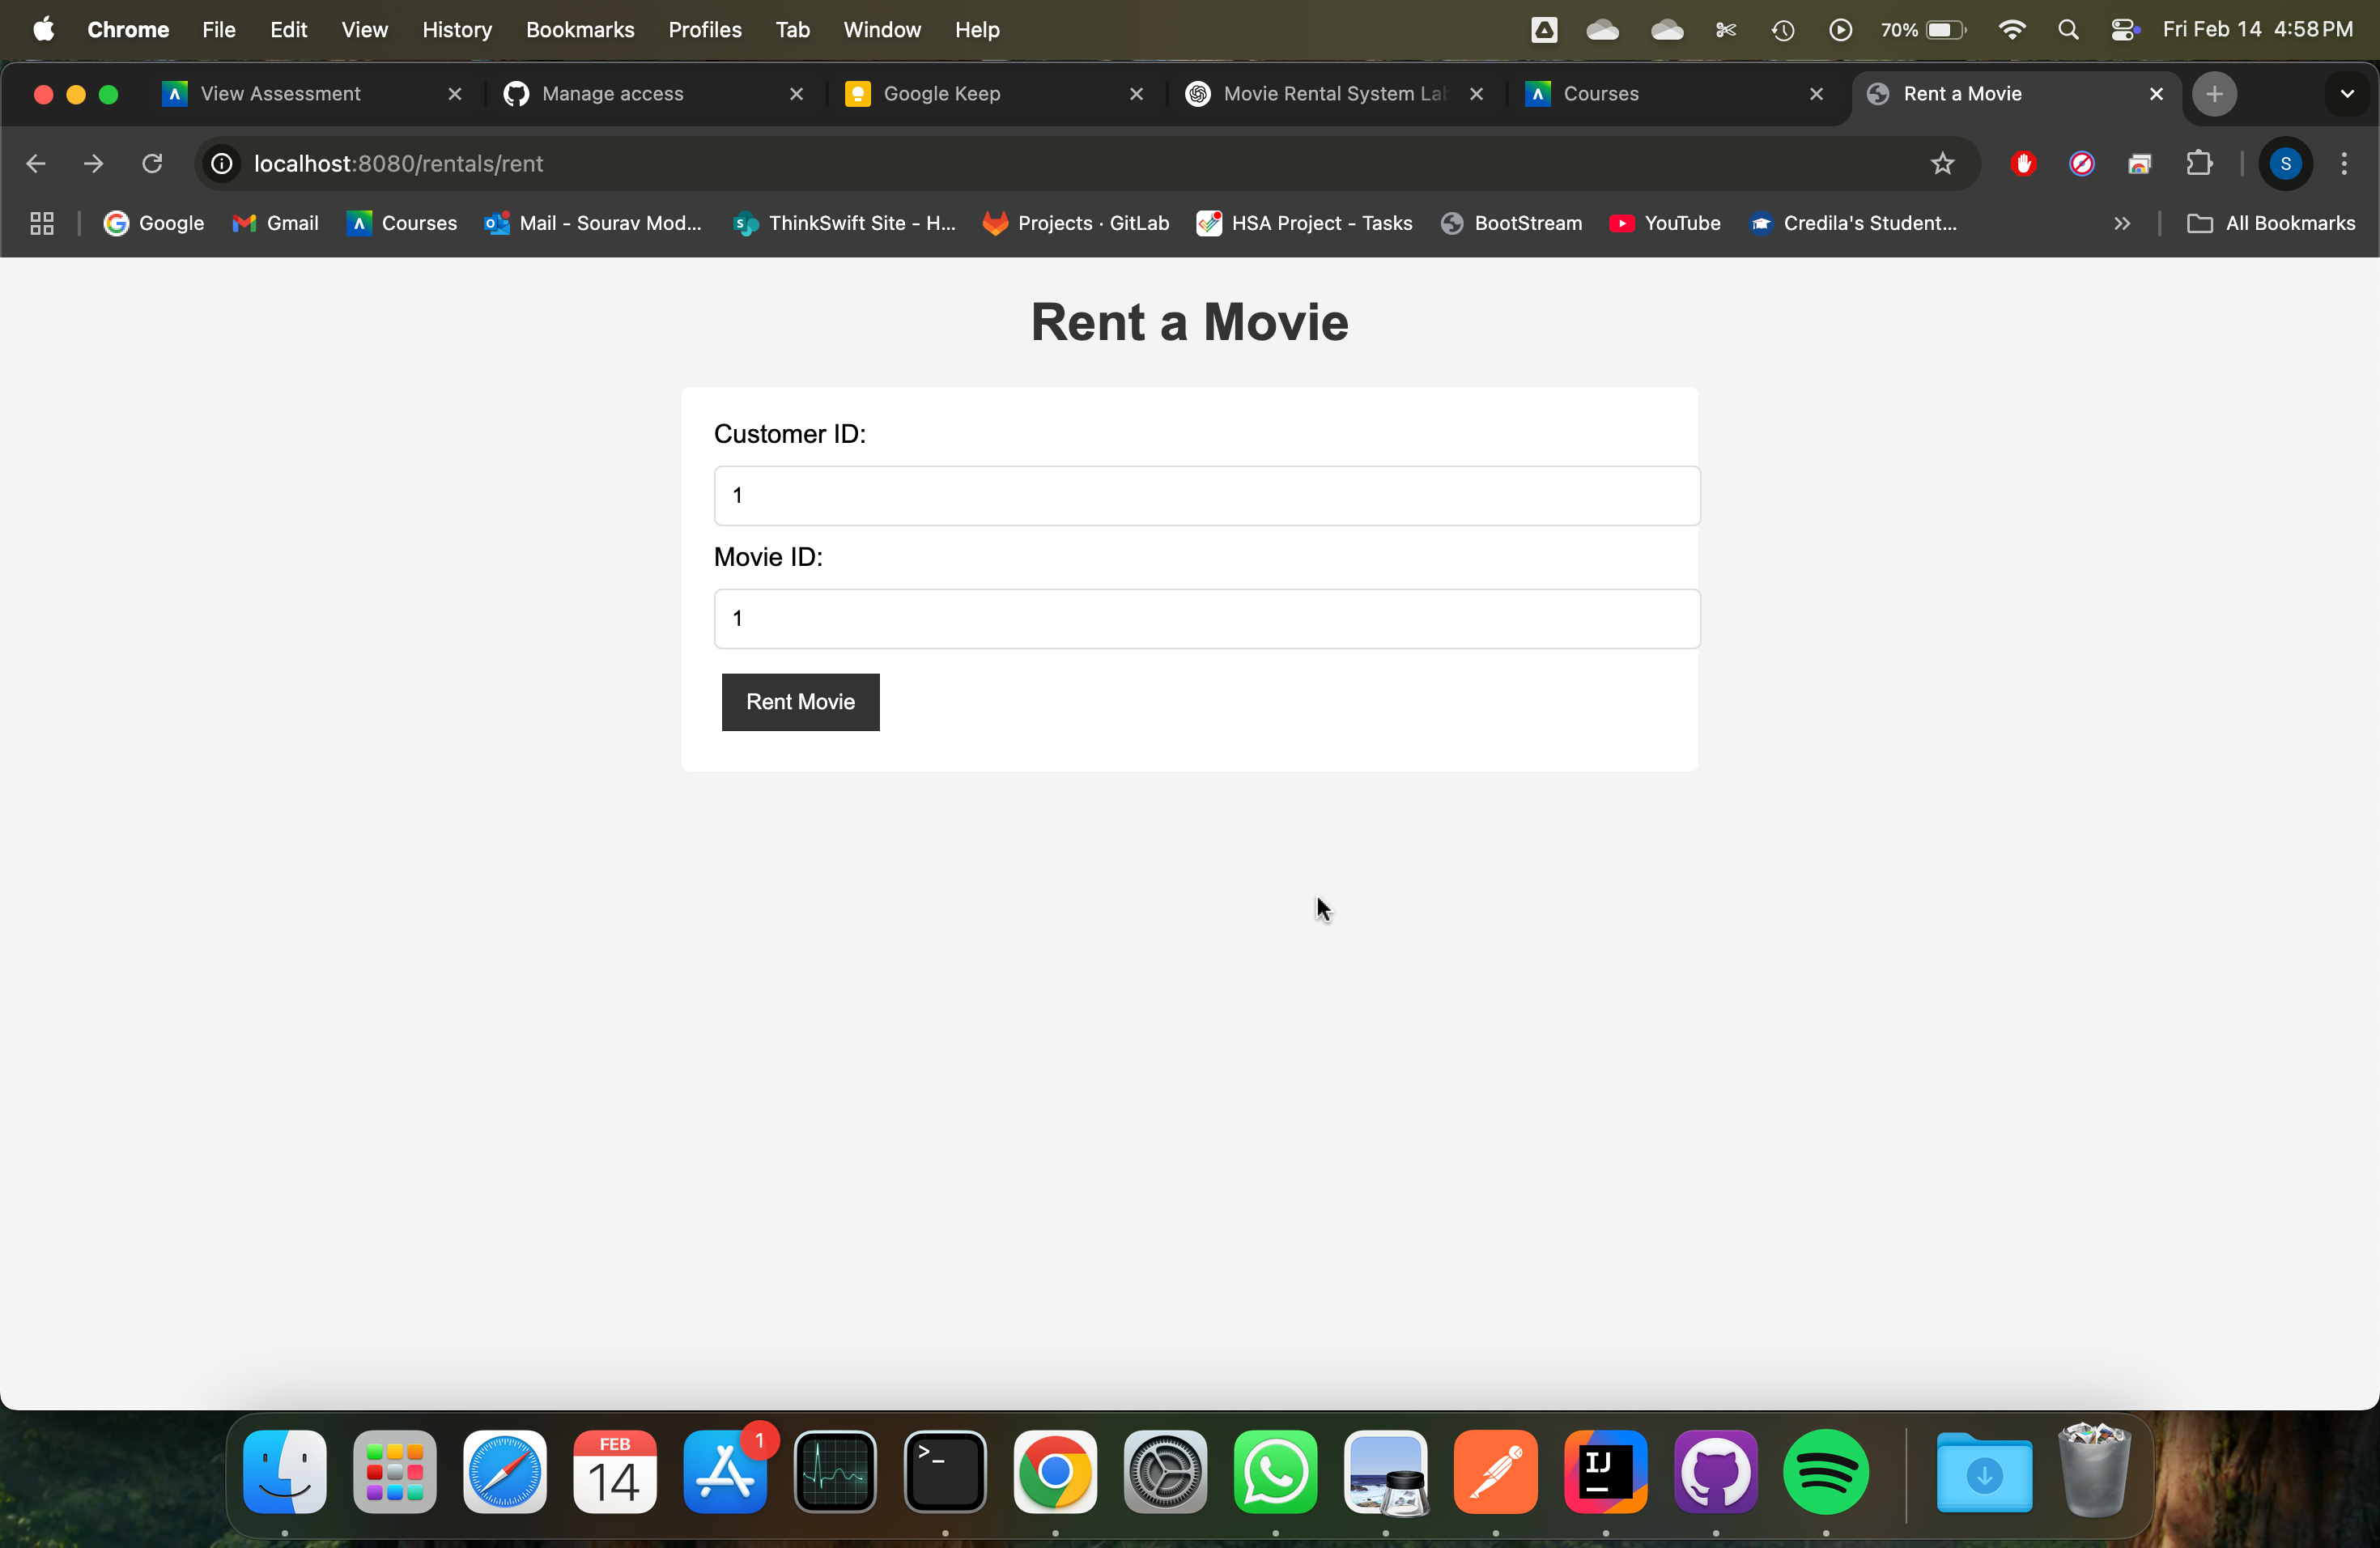 Chrome File Edit View History Bookmarks Profiles Tab Window Help 70% Fri Feb 14 4:58 PM
View Assessment Manage access Google Keep Movie Rental System Lab Courses Rent a Movie
localhost:8080/rentals/rent S
Google Gmail Courses Mail - Sourav Mod... ThinkSwift Site - H... Projects · GitLab HSA Project - Tasks BootStream YouTube Credila's Student... All Bookmarks
Rent a Movie
Customer ID:
1
Movie ID:
1
Rent Movie
FEB
14
1
IJ